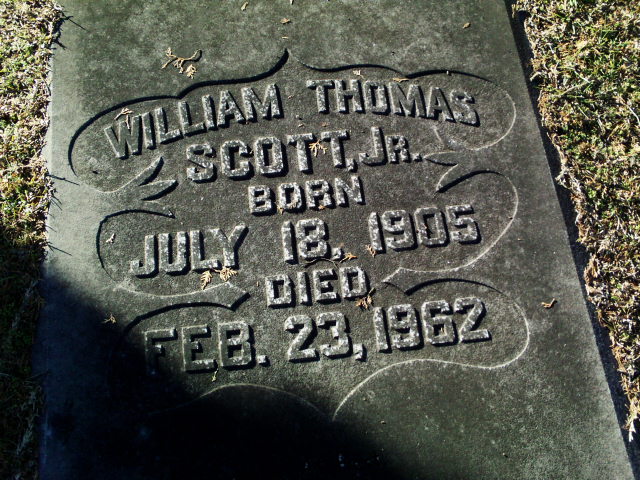 WILLIAM THOMAS
SCOTT, JR.
BORN
JULY 18, 1905
DIED
FEB. 23, 1962